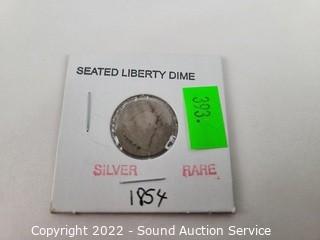 SEATED LIBERTY DIME
393.
SILVER RARE
1854
Copyright 2022 - Sound Auction Service